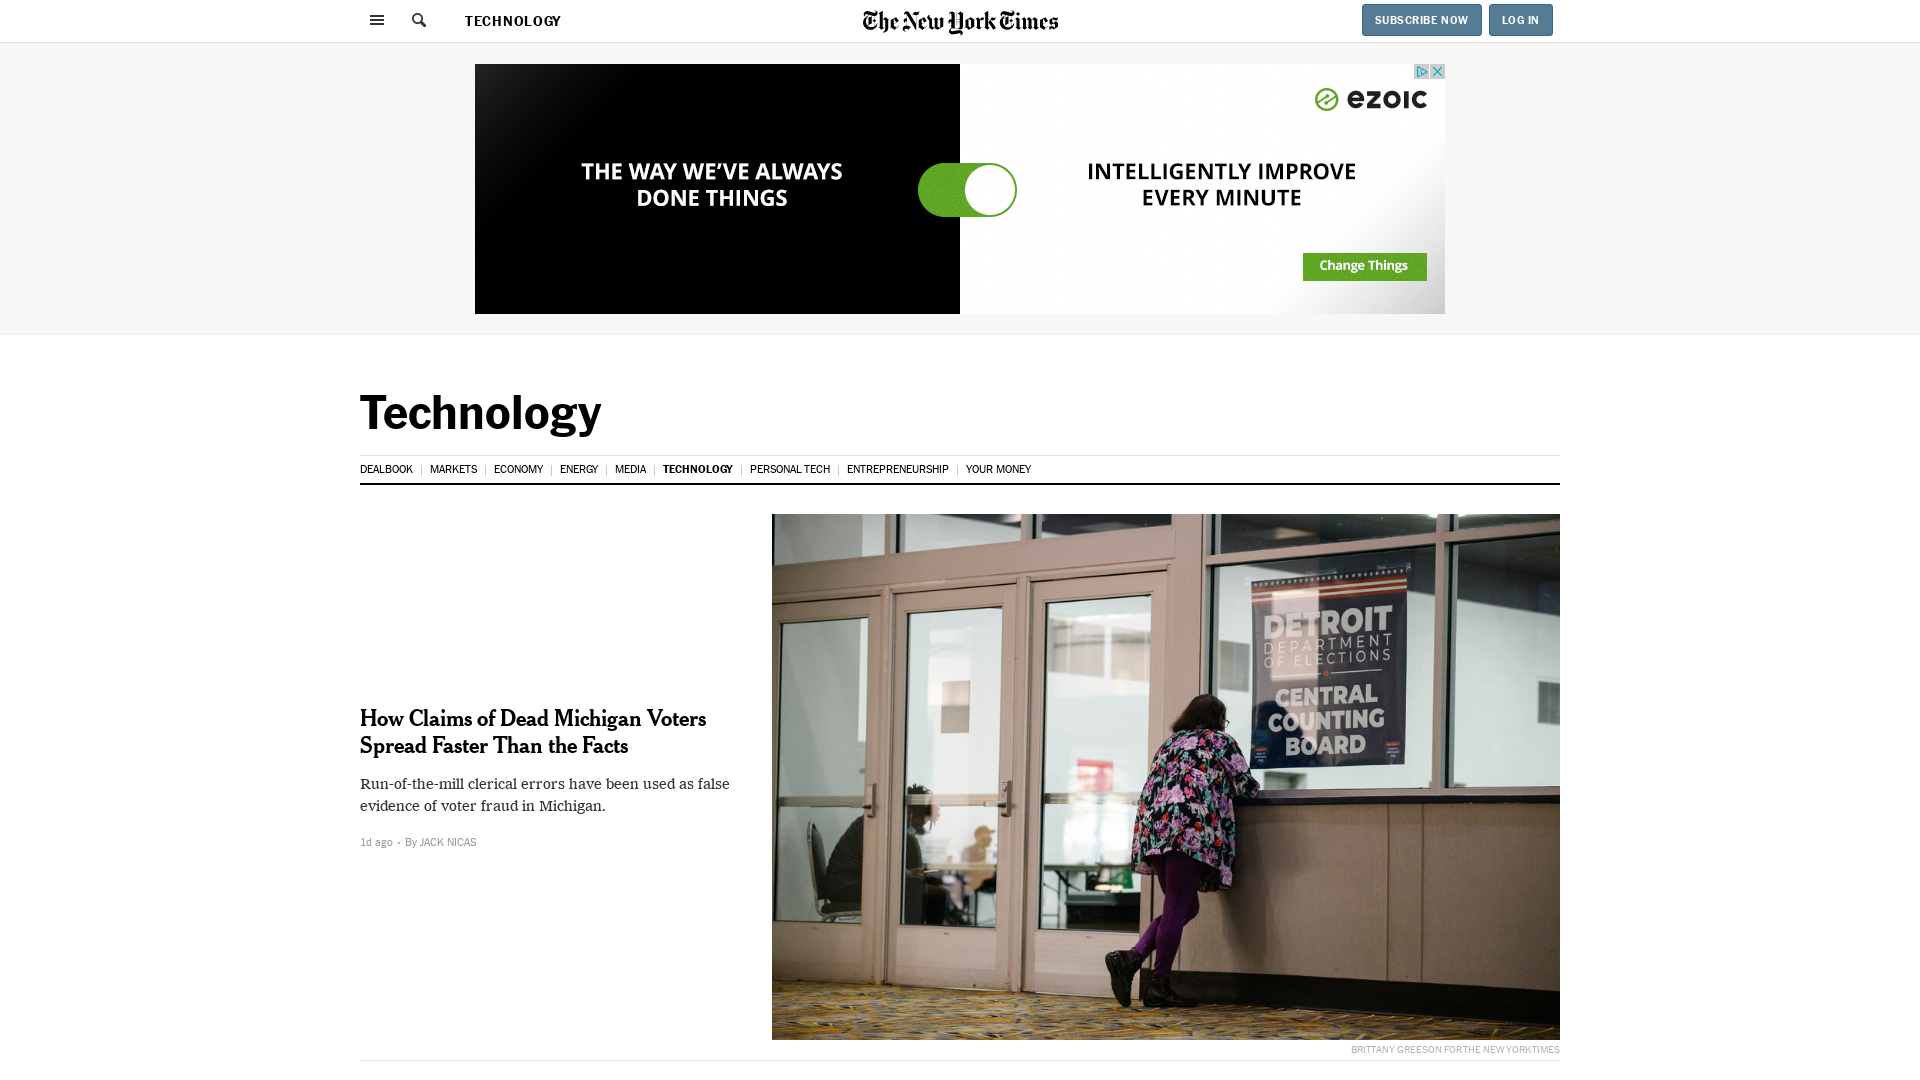 TECHNOLOGY
The New York Times
SUBSCRIBE NOW
LOG IN
ezoic
THE WAY WE'VE ALWAYS
DONE THINGS
INTELLIGENTLY IMPROVE
EVERY MINUTE
Change Things
Technology
DEALBOOK | MARKETS | ECONOMY | ENERGY | MEDIA | TECHNOLOGY | PERSONAL TECH | ENTREPRENEURSHIP | YOUR MONEY
DETROIT
DEPARTMENT
OF ELECTIONS
CENTRAL
COUNTING
BOARD
How Claims of Dead Michigan Voters
Spread Faster Than the Facts
Run-of-the-mill clerical errors have been used as false
evidence of voter fraud in Michigan.
1d ago • By JACK NICAS
BRITTANY GREESON FOR THE NEW YORK TIMES